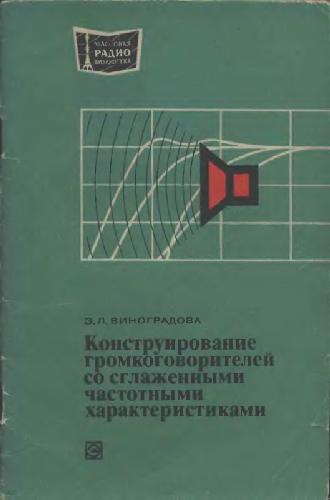 МАССОВАЯ
РАДИО
БИБЛИОТЕКА
Э.Л.ВИНОГРАДОВА
Конструирование
громкоговорителей
со сглаженными
частотными
характеристиками